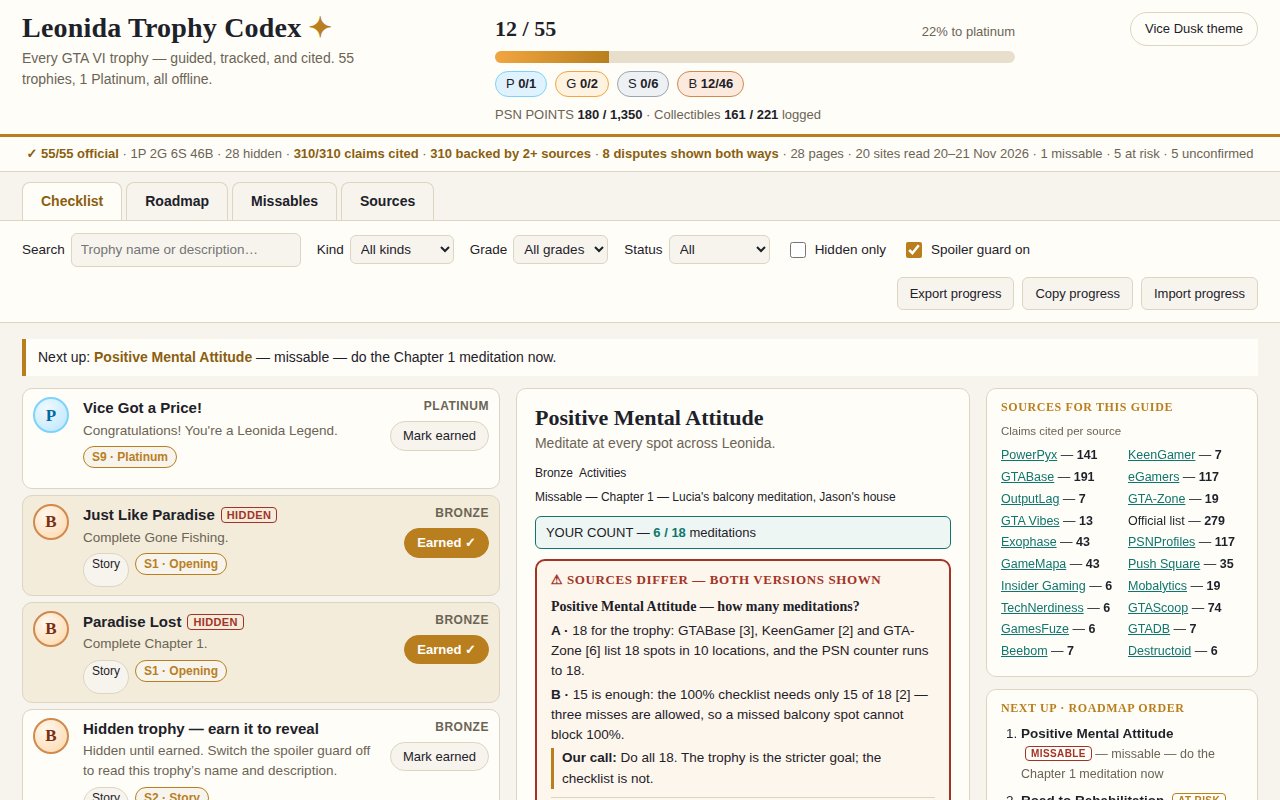 Leonida Trophy Codex ✦
Every GTA VI trophy — guided, tracked, and cited. 55
trophies, 1 Platinum, all offline.
12 / 55
22% to platinum
P 0/1
G 0/2
S 0/6
B 12/46
PSN POINTS 180 / 1,350 · Collectibles 161 / 221 logged
Vice Dusk theme
✓ 55/55 official · 1P 2G 6S 46B · 28 hidden · 310/310 claims cited · 310 backed by 2+ sources · 8 disputes shown both ways · 28 pages · 20 sites read 20–21 Nov 2026 · 1 missable · 5 at risk · 5 unconfirmed
Checklist
Roadmap
Missables
Sources
Search
Trophy name or description…
Kind
All kinds
Grade
All grades
Status
All
Hidden only
Spoiler guard on
Export progress
Copy progress
Import progress
Next up: Positive Mental Attitude — missable — do the Chapter 1 meditation now.
P
Vice Got a Price!
Congratulations! You're a Leonida Legend.
S9 · Platinum
PLATINUM
Mark earned
B
Just Like Paradise HIDDEN
Complete Gone Fishing.
Story
S1 · Opening
BRONZE
Earned ✓
B
Paradise Lost HIDDEN
Complete Chapter 1.
Story
S1 · Opening
BRONZE
Earned ✓
B
Hidden trophy — earn it to reveal
Hidden until earned. Switch the spoiler guard off
to read this trophy's name and description.
Story
S2 · Story
BRONZE
Mark earned
Positive Mental Attitude
Meditate at every spot across Leonida.
Bronze Activities
Missable — Chapter 1 — Lucia's balcony meditation, Jason's house
YOUR COUNT — 6 / 18 meditations
⚠ SOURCES DIFFER — BOTH VERSIONS SHOWN
Positive Mental Attitude — how many meditations?
A · 18 for the trophy: GTABase [3], KeenGamer [2] and GTA-
Zone [6] list 18 spots in 10 locations, and the PSN counter runs
to 18.
B · 15 is enough: the 100% checklist needs only 15 of 18 [2] —
three misses are allowed, so a missed balcony spot cannot
block 100%.
Our call: Do all 18. The trophy is the stricter goal; the
checklist is not.
SOURCES FOR THIS GUIDE
Claims cited per source
PowerPyx — 141
KeenGamer — 7
GTABase — 191
eGamers — 117
OutputLag — 7
GTA-Zone — 19
GTA Vibes — 13
Official list — 279
Exophase — 43
PSNProfiles — 117
GameMapa — 43
Push Square — 35
Insider Gaming — 6
Mobalytics — 19
TechNerdiness — 6
GTAScoop — 74
GamesFuze — 6
GTADB — 7
Beebom — 7
Destructoid — 6
NEXT UP · ROADMAP ORDER
1. Positive Mental Attitude
MISSABLE — missable — do the
Chapter 1 meditation now
2. Road to Rehabilitation AT RISK